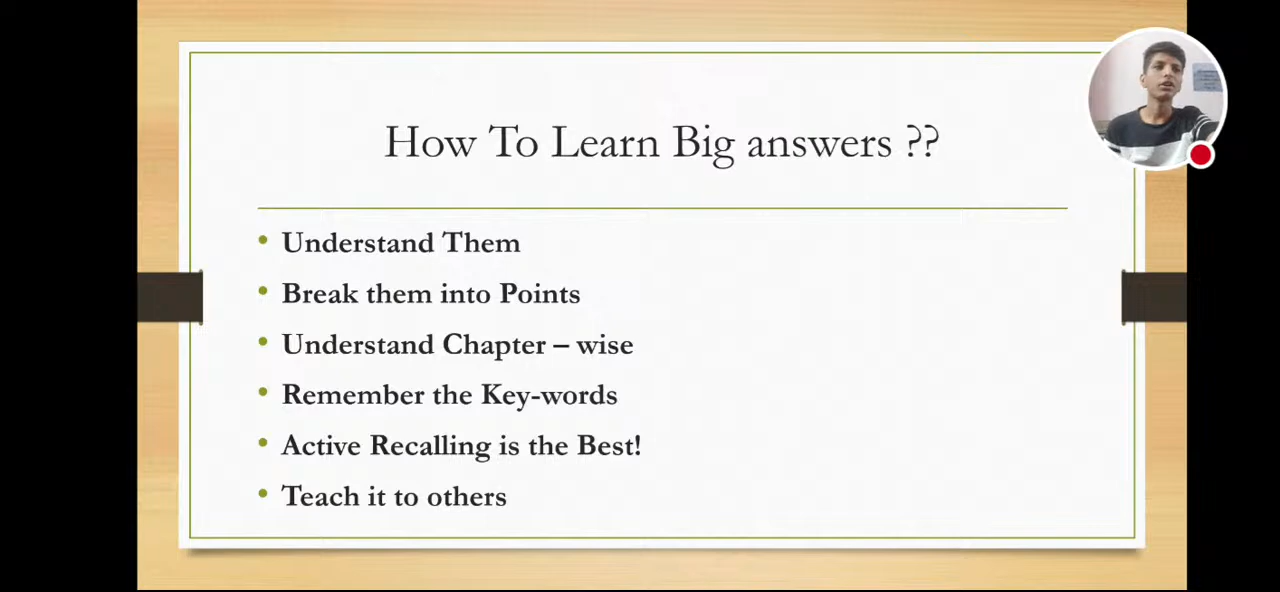 How To Learn Big answers ??
• Understand Them
• Break them into Points
• Understand Chapter – wise
• Remember the Key-words
• Active Recalling is the Best!
• Teach it to others